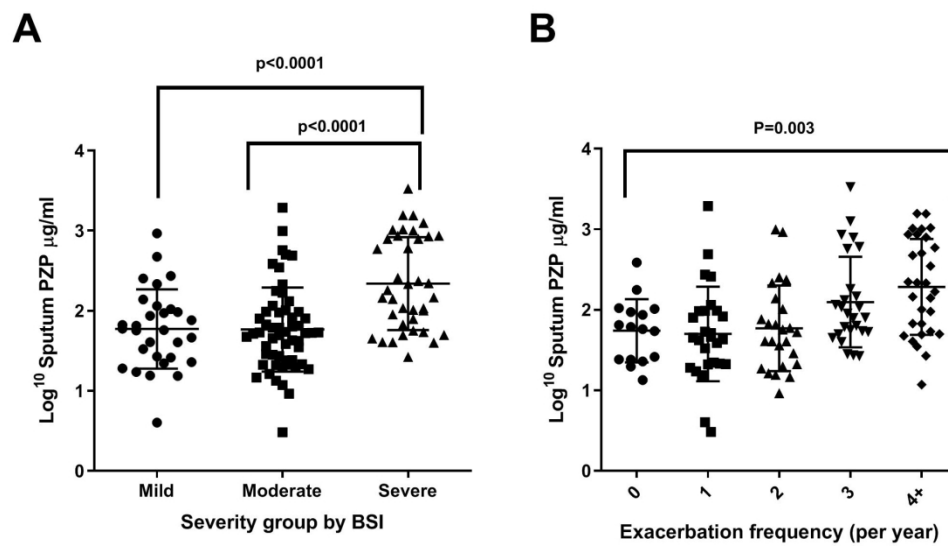 A
p<0.0001
p<0.0001
4
3
2
1
0
Log10 Sputum PZP μg/ml
Mild Moderate Severe
Severity group by BSI
B
P=0.003
4
3
2
1
0
Log10 Sputum PZP μg/ml
0 1 2 3 4+
Exacerbation frequency (per year)